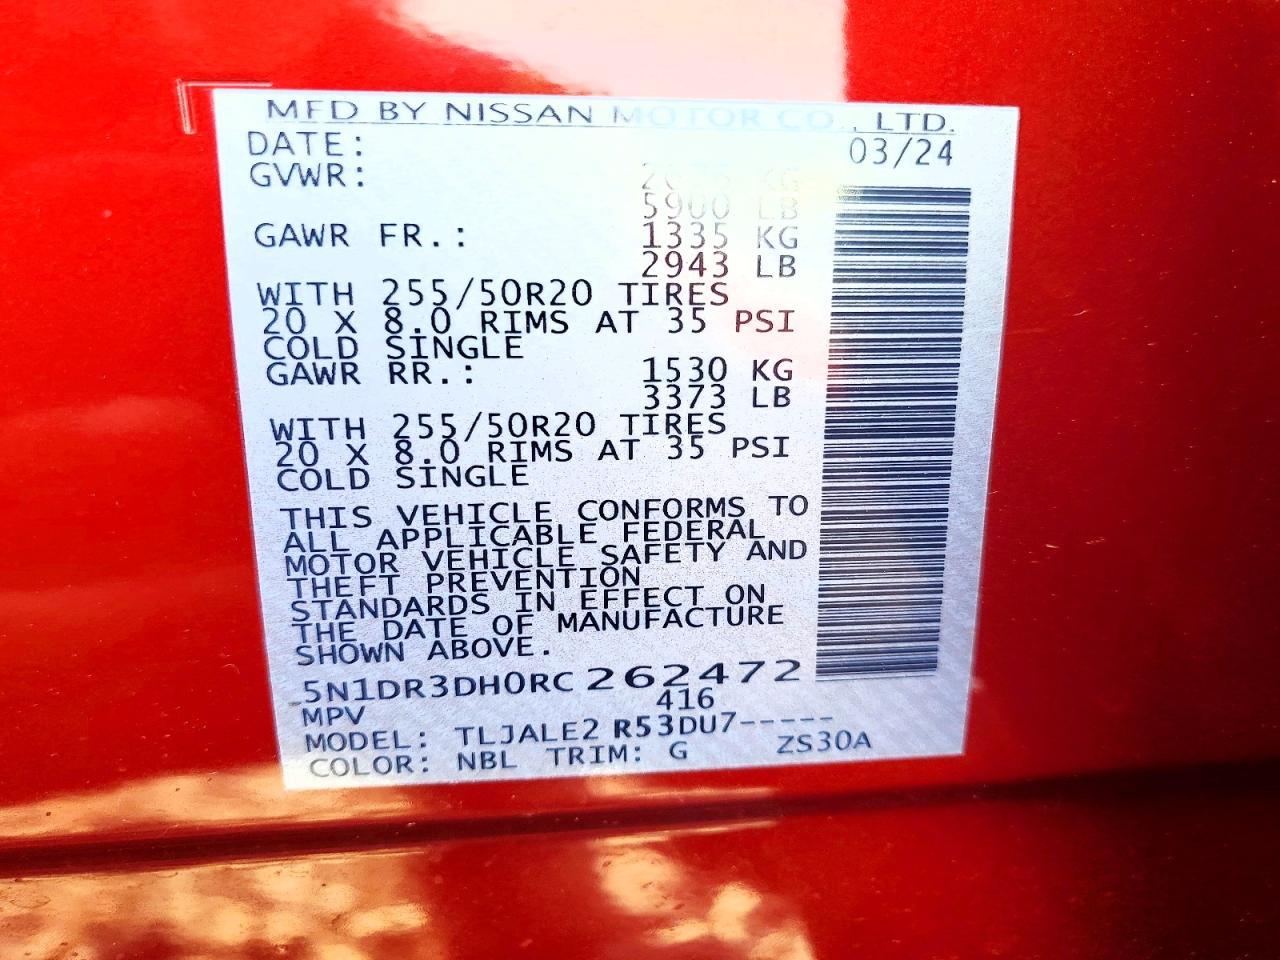 MFD BY NISSAN MOTOR CO., LTD.
DATE: 03/24
GVWR: KG
5900 LB
GAWR FR.: 1335 KG
2943 LB
WITH 255/50R20 TIRES
20 X 8.0 RIMS AT 35 PSI
COLD SINGLE
GAWR RR.: 1530 KG
3373 LB
WITH 255/50R20 TIRES
20 X 8.0 RIMS AT 35 PSI
COLD SINGLE
THIS VEHICLE CONFORMS TO
ALL APPLICABLE FEDERAL
MOTOR VEHICLE SAFETY AND
THEFT PREVENTION
STANDARDS IN EFFECT ON
THE DATE OF MANUFACTURE
SHOWN ABOVE.
5N1DR3DH0RC 262472
MPV 416
MODEL: TLJALE2 R53DU7-----
COLOR: NBL TRIM: G ZS30A